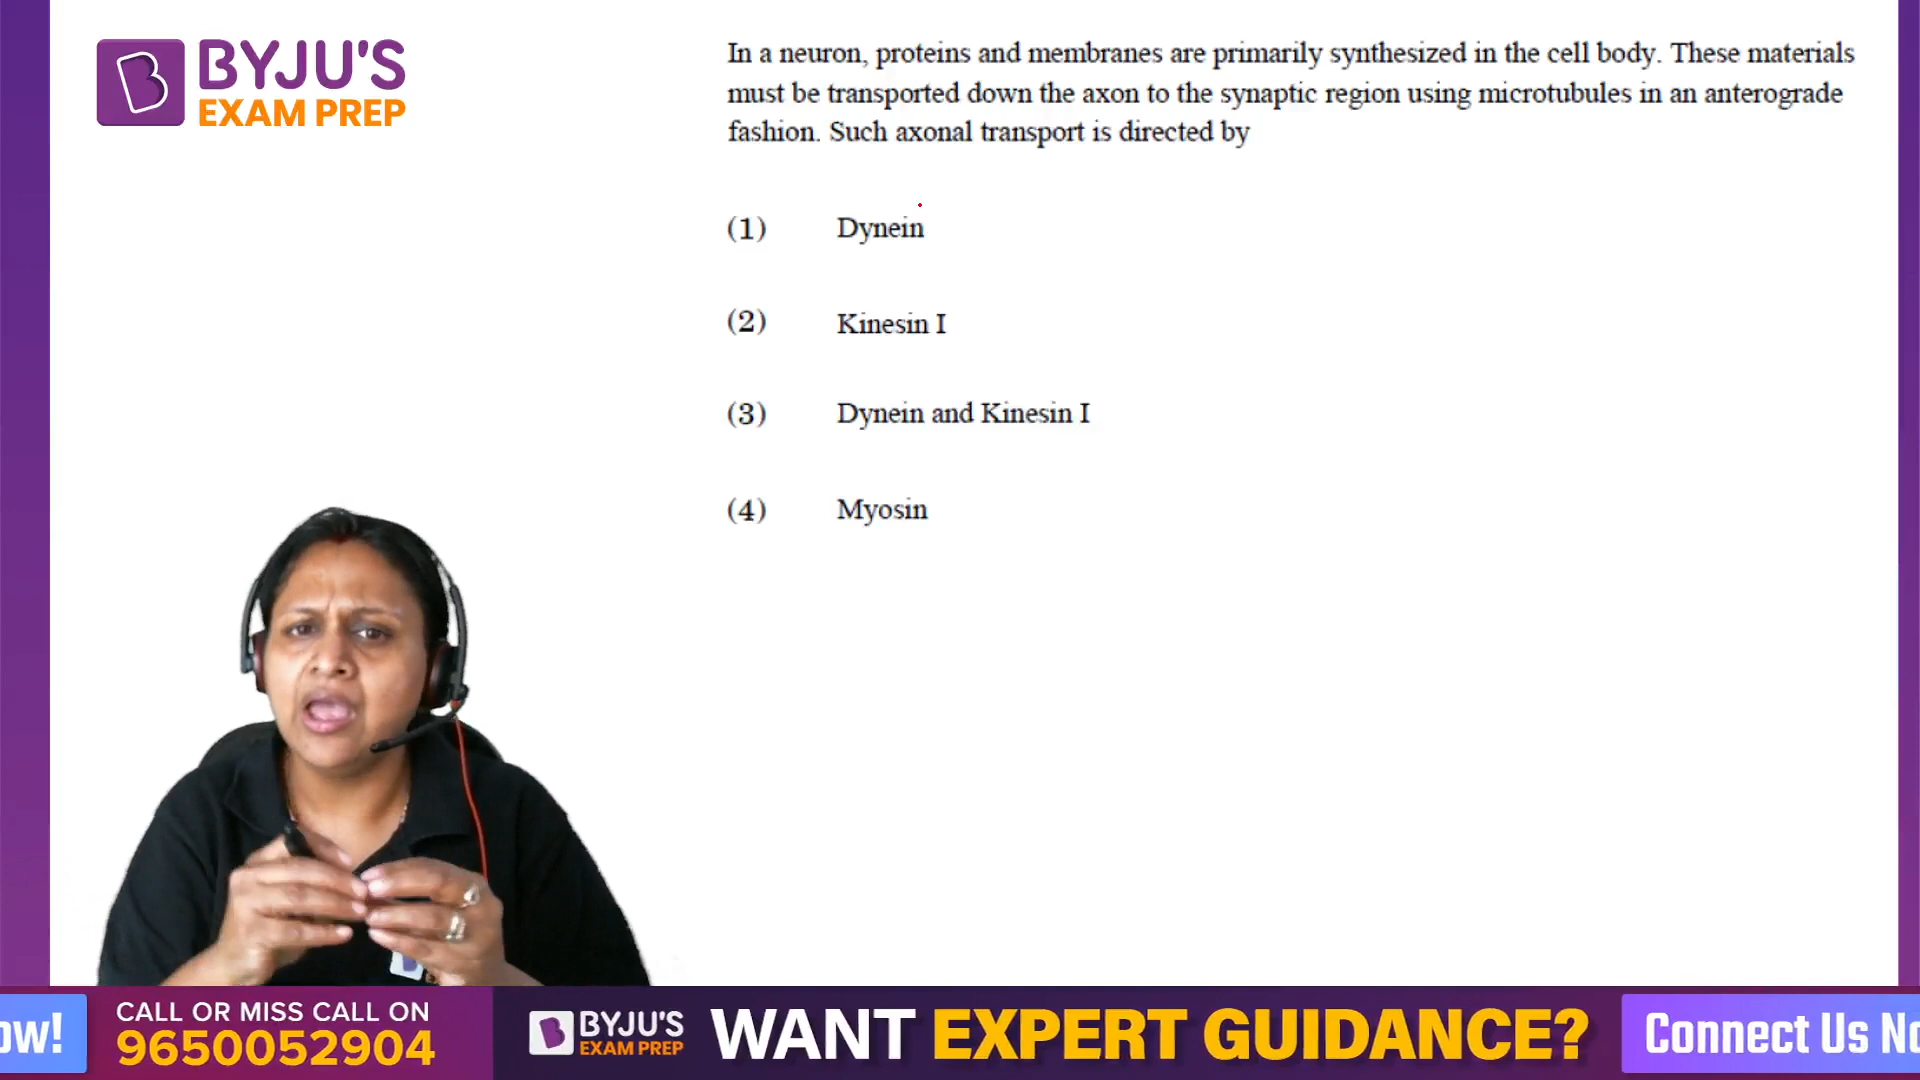 BYJU'S
EXAM PREP
In a neuron, proteins and membranes are primarily synthesized in the cell body. These materials
must be transported down the axon to the synaptic region using microtubules in an anterograde
fashion. Such axonal transport is directed by
(1) Dynein
(2) Kinesin I
(3) Dynein and Kinesin I
(4) Myosin
ow!
CALL OR MISS CALL ON
9650052904
BYJU'S
EXAM PREP
WANT EXPERT GUIDANCE?
Connect Us No